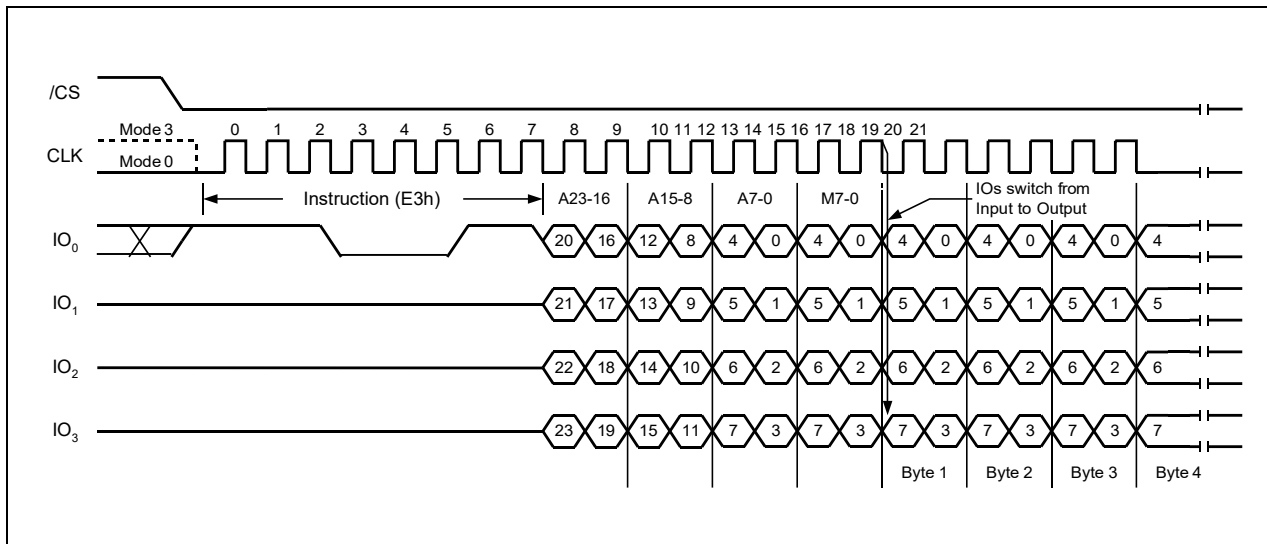 /CS
Mode 3 0 1 2 3 4 5 6 7 8 9 10 11 12 13 14 15 16 17 18 19 20 21
CLK Mode 0
Instruction (E3h) A23-16 A15-8 A7-0 M7-0 IOs switch from
Input to Output
IO0 20 16 12 8 4 0 4 0 4 0 4 0 4 0 4
IO1 21 17 13 9 5 1 5 1 5 1 5 1 5 1 5
IO2 22 18 14 10 6 2 6 2 6 2 6 2 6 2 6
IO3 23 19 15 11 7 3 7 3 7 3 7 3 7 3 7
Byte 1 Byte 2 Byte 3 Byte 4